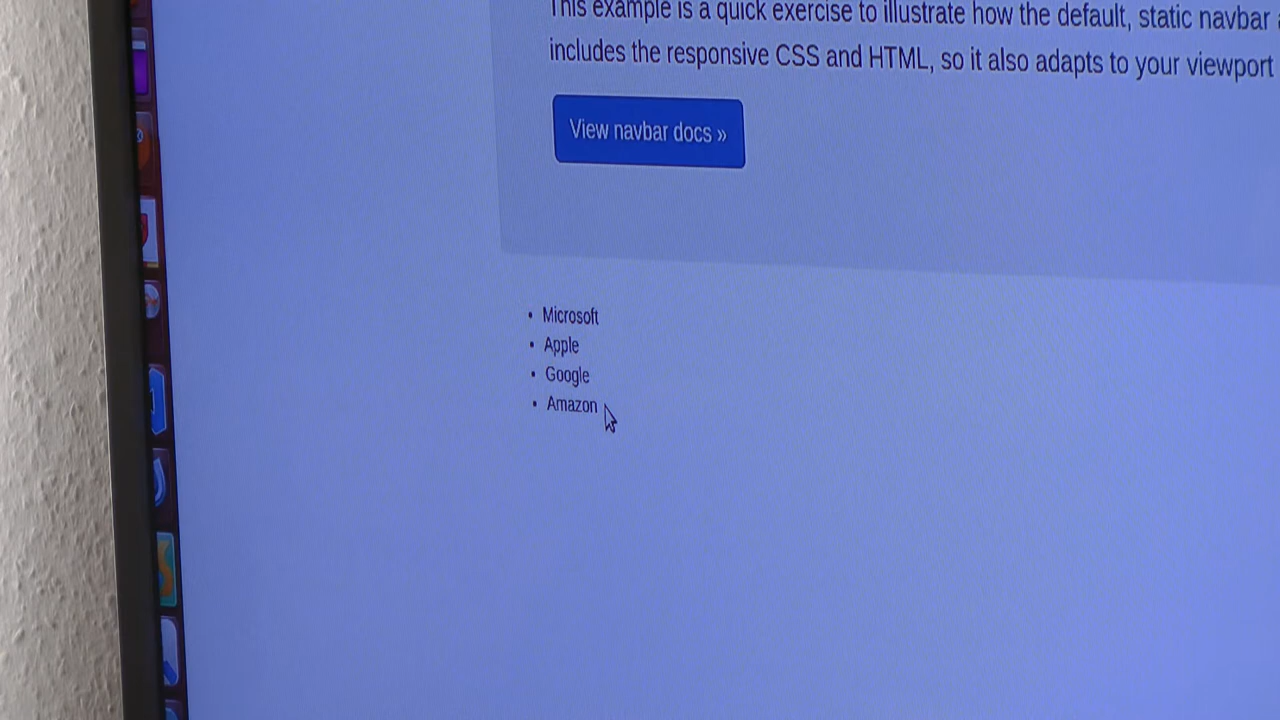 This example is a quick exercise to illustrate how the default, static navbar
includes the responsive CSS and HTML, so it also adapts to your viewport
View navbar docs »
• Microsoft
• Apple
• Google
• Amazon